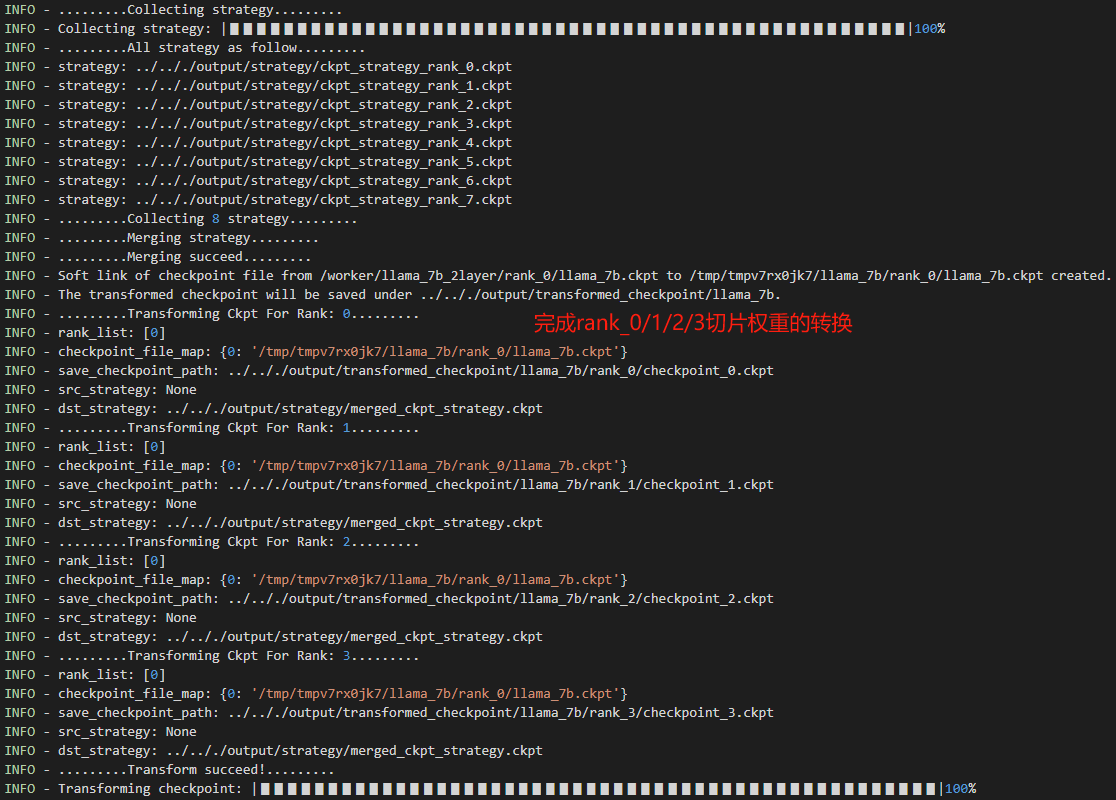 INFO - .........Collecting strategy.........
INFO - Collecting strategy: |████████████████████████████████████████████████████|100%
INFO - .........All strategy as follow.........
INFO - strategy: ../.././output/strategy/ckpt_strategy_rank_0.ckpt
INFO - strategy: ../.././output/strategy/ckpt_strategy_rank_1.ckpt
INFO - strategy: ../.././output/strategy/ckpt_strategy_rank_2.ckpt
INFO - strategy: ../.././output/strategy/ckpt_strategy_rank_3.ckpt
INFO - strategy: ../.././output/strategy/ckpt_strategy_rank_4.ckpt
INFO - strategy: ../.././output/strategy/ckpt_strategy_rank_5.ckpt
INFO - strategy: ../.././output/strategy/ckpt_strategy_rank_6.ckpt
INFO - strategy: ../.././output/strategy/ckpt_strategy_rank_7.ckpt
INFO - .........Collecting 8 strategy.........
INFO - .........Merging strategy.........
INFO - .........Merging succeed.........
INFO - Soft link of checkpoint file from /worker/llama_7b_2layer/rank_0/llama_7b.ckpt to /tmp/tmpv7rx0jk7/llama_7b/rank_0/llama_7b.ckpt created.
INFO - The transformed checkpoint will be saved under ../.././output/transformed_checkpoint/llama_7b.
INFO - .........Transforming Ckpt For Rank: 0.........
完成rank_0/1/2/3切片权重的转换
INFO - rank_list: [0]
INFO - checkpoint_file_map: {0: '/tmp/tmpv7rx0jk7/llama_7b/rank_0/llama_7b.ckpt'}
INFO - save_checkpoint_path: ../.././output/transformed_checkpoint/llama_7b/rank_0/checkpoint_0.ckpt
INFO - src_strategy: None
INFO - dst_strategy: ../.././output/strategy/merged_ckpt_strategy.ckpt
INFO - .........Transforming Ckpt For Rank: 1.........
INFO - rank_list: [0]
INFO - checkpoint_file_map: {0: '/tmp/tmpv7rx0jk7/llama_7b/rank_0/llama_7b.ckpt'}
INFO - save_checkpoint_path: ../.././output/transformed_checkpoint/llama_7b/rank_1/checkpoint_1.ckpt
INFO - src_strategy: None
INFO - dst_strategy: ../.././output/strategy/merged_ckpt_strategy.ckpt
INFO - .........Transforming Ckpt For Rank: 2.........
INFO - rank_list: [0]
INFO - checkpoint_file_map: {0: '/tmp/tmpv7rx0jk7/llama_7b/rank_0/llama_7b.ckpt'}
INFO - save_checkpoint_path: ../.././output/transformed_checkpoint/llama_7b/rank_2/checkpoint_2.ckpt
INFO - src_strategy: None
INFO - dst_strategy: ../.././output/strategy/merged_ckpt_strategy.ckpt
INFO - .........Transforming Ckpt For Rank: 3.........
INFO - rank_list: [0]
INFO - checkpoint_file_map: {0: '/tmp/tmpv7rx0jk7/llama_7b/rank_0/llama_7b.ckpt'}
INFO - save_checkpoint_path: ../.././output/transformed_checkpoint/llama_7b/rank_3/checkpoint_3.ckpt
INFO - src_strategy: None
INFO - dst_strategy: ../.././output/strategy/merged_ckpt_strategy.ckpt
INFO - .........Transform succeed!.........
INFO - Transforming checkpoint: |████████████████████████████████████████████████████|100%